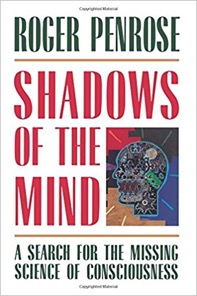 ROGER PENROSE
SHADOWS
OF THE
MIND
A SEARCH FOR THE MISSING
SCIENCE OF CONSCIOUSNESS